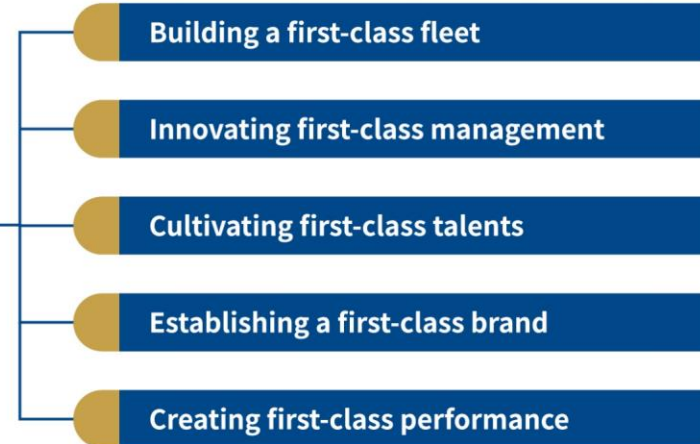 Building a first-class fleet
Innovating first-class management
Cultivating first-class talents
Establishing a first-class brand
Creating first-class performance